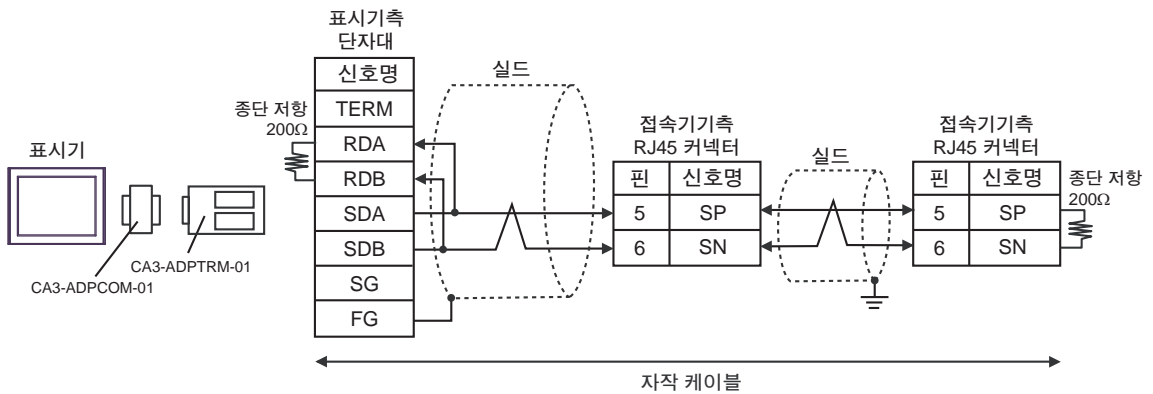 표시기
CA3-ADPCOM-01
CA3-ADPTRM-01
종단 저항
200Ω
표시기측
단자대
신호명
TERM
RDA
RDB
SDA
SDB
SG
FG
실드
접속기기측
RJ45 커넥터
핀 신호명
5 SP
6 SN
실드
접속기기측
RJ45 커넥터
핀 신호명
5 SP
6 SN
종단 저항
200Ω
자작 케이블